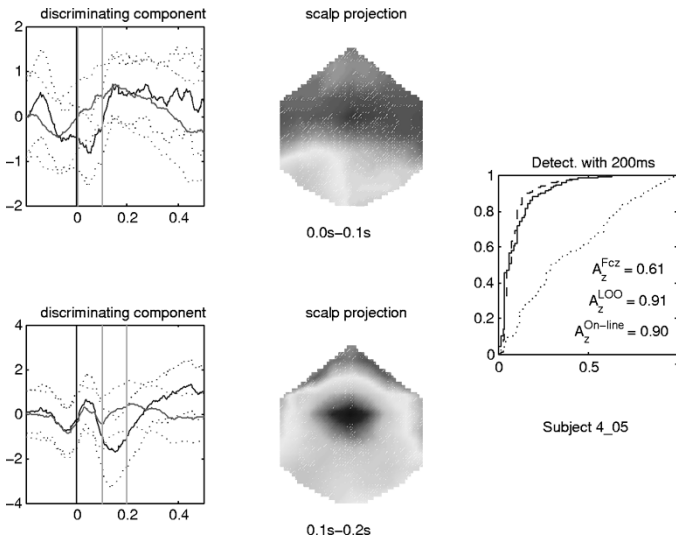 discriminating component
2
1
0
−1
−2
0
0.2
0.4
scalp projection
0.0s−0.1s
discriminating component
4
2
0
−2
−4
0
0.2
0.4
scalp projection
0.1s−0.2s
Detect. with 200ms
1
0.8
0.6
0.4
0.2
0
0
0.5
1
A_z^Fcz = 0.61
A_z^LOO = 0.91
A_z^On−line = 0.90
Subject 4_05